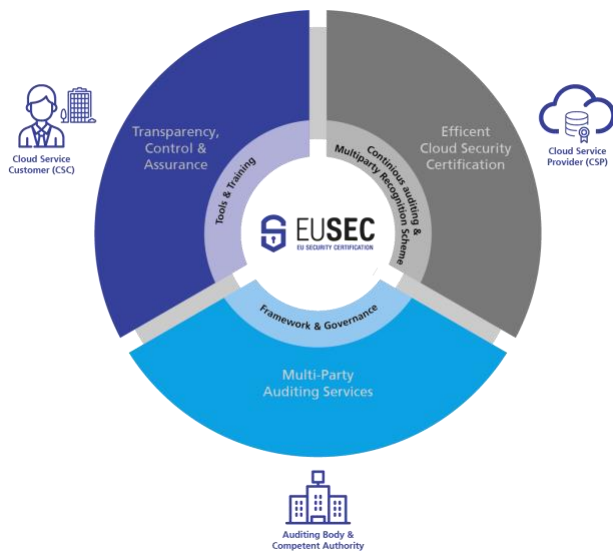 Transparency,
Control &
Assurance
Efficent
Cloud Security
Certification
Cloud Service
Customer (CSC)
Cloud Service
Provider (CSP)
Tools & Training
Continious auditing &
Multiparty Recognition Scheme
EUSEC
EU SECURITY CERTIFICATION
Framework & Governance
Multi-Party
Auditing Services
Auditing Body &
Competent Authority